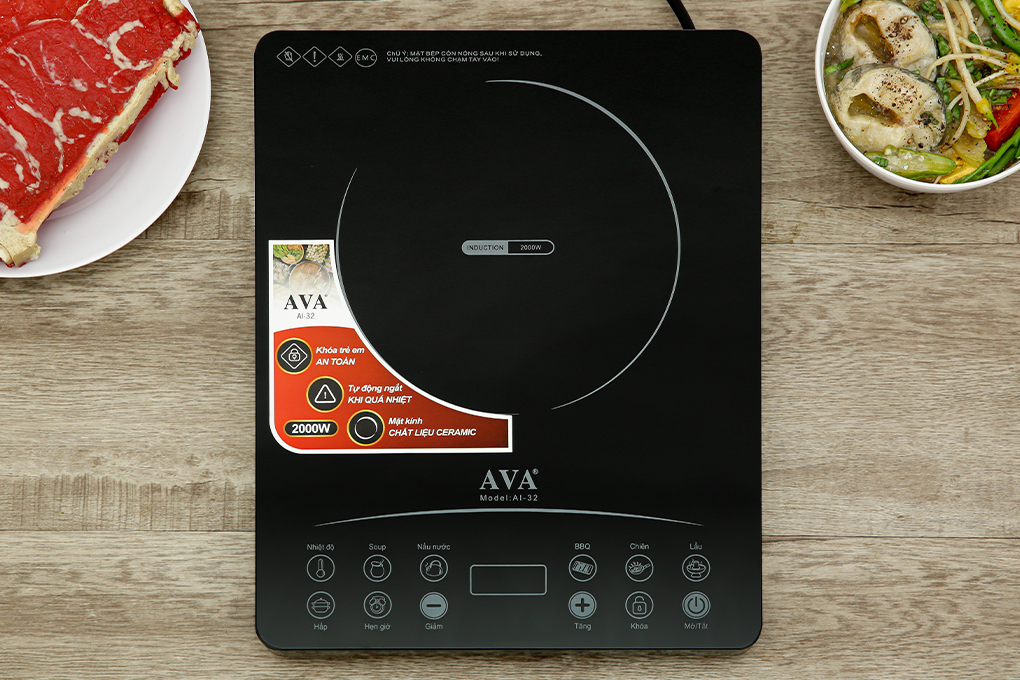 EMC
CHÚ Ý: MẶT BẾP CÒN NÓNG SAU KHI SỬ DỤNG,
VUI LÒNG KHÔNG CHẠM TAY VÀO!
INDUCTION 2000W
AVA®
AI-32
Khóa trẻ em
AN TOÀN
Tự động ngắt
KHI QUÁ NHIỆT
2000W
Mặt kính
CHẤT LIỆU CERAMIC
AVA®
Model:AI-32
Nhiệt độ Soup Nấu nước BBQ Chiên Lẩu
Hấp Hẹn giờ Giảm Tăng Khóa Mở/Tắt